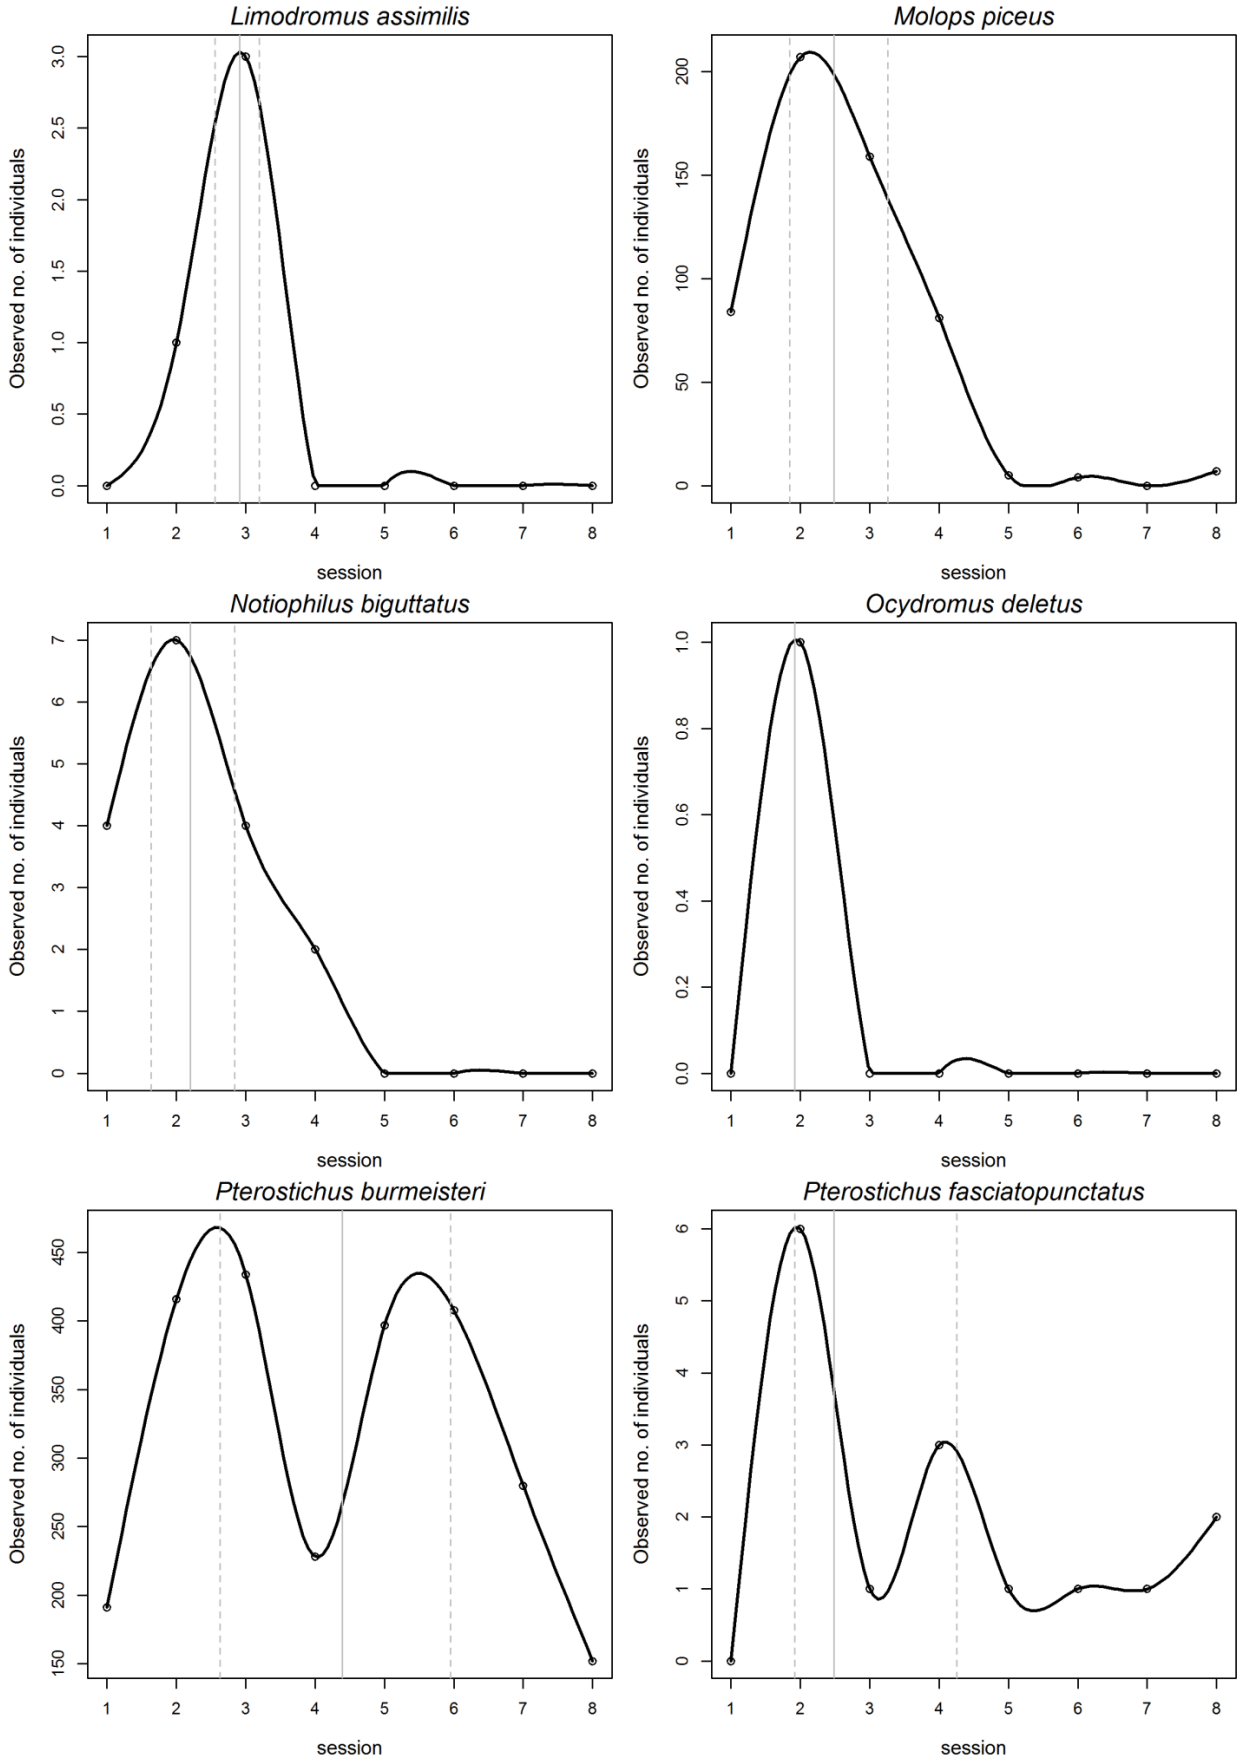 Limodromus assimilis
Observed no. of individuals
0.0 0.5 1.0 1.5 2.0 2.5 3.0
1 2 3 4 5 6 7 8
session
Molops piceus
Observed no. of individuals
0 50 100 150 200
1 2 3 4 5 6 7 8
session
Notiophilus biguttatus
Observed no. of individuals
0 1 2 3 4 5 6 7
1 2 3 4 5 6 7 8
session
Ocydromus deletus
Observed no. of individuals
0.0 0.2 0.4 0.6 0.8 1.0
1 2 3 4 5 6 7 8
session
Pterostichus burmeisteri
Observed no. of individuals
150 200 250 300 350 400 450
1 2 3 4 5 6 7 8
session
Pterostichus fasciatopunctatus
Observed no. of individuals
0 1 2 3 4 5 6
1 2 3 4 5 6 7 8
session